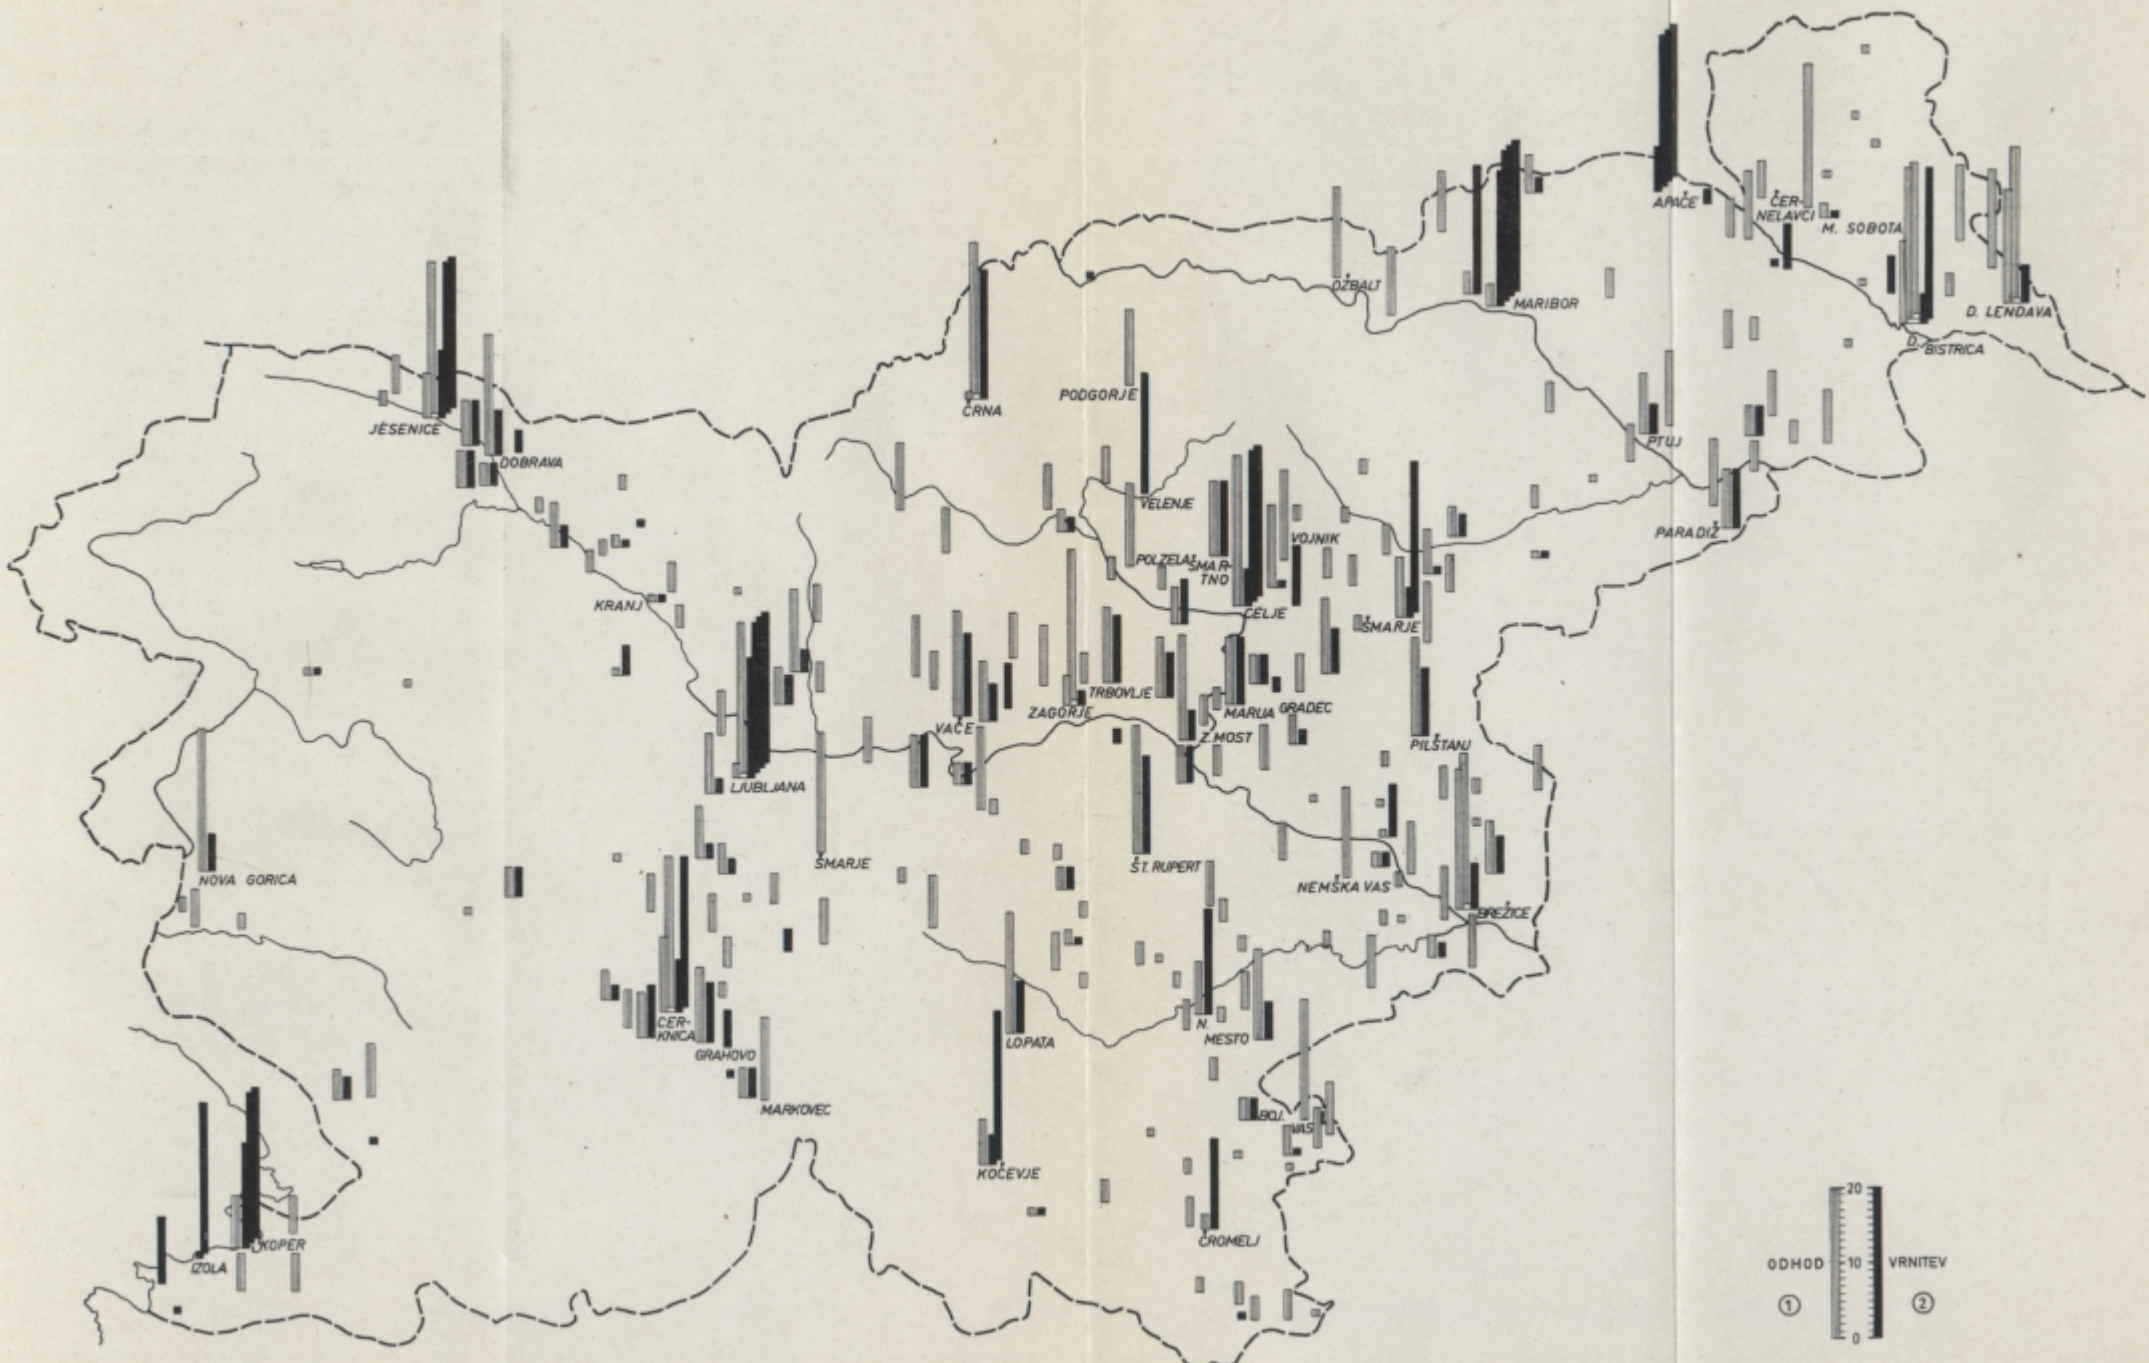 APAČE
ČER-
NELAVCI
M. SOBOTA
OŽBALT
MARIBOR
D. LENDAVA
D. BISTRICA
PODGORJE
ČRNA
JESENICE
PTUJ
DOBRAVA
VELENJE
PARADIŽ
VOJNIK
POLZELA
ŠMAR-
TNO
KRANJ
CELJE
ŠMARJE
TRBOVLJE
ZAGORJE
MARIJA GRADEC
VAČE
Z. MOST
PILŠTANJ
LJUBLJANA
ŠMARJE
ŠT. RUPERT
NOVA GORICA
NEMŠKA VAS
BREŽICE
CER-
KNICA
N.
MESTO
LOPATA
GRAHOVO
MARKOVEC
BOJ.
VAS
KOČEVJE
ČROMELJ
KOPER
IZOLA
20
ODHOD
10
VRNITEV
1
2
0